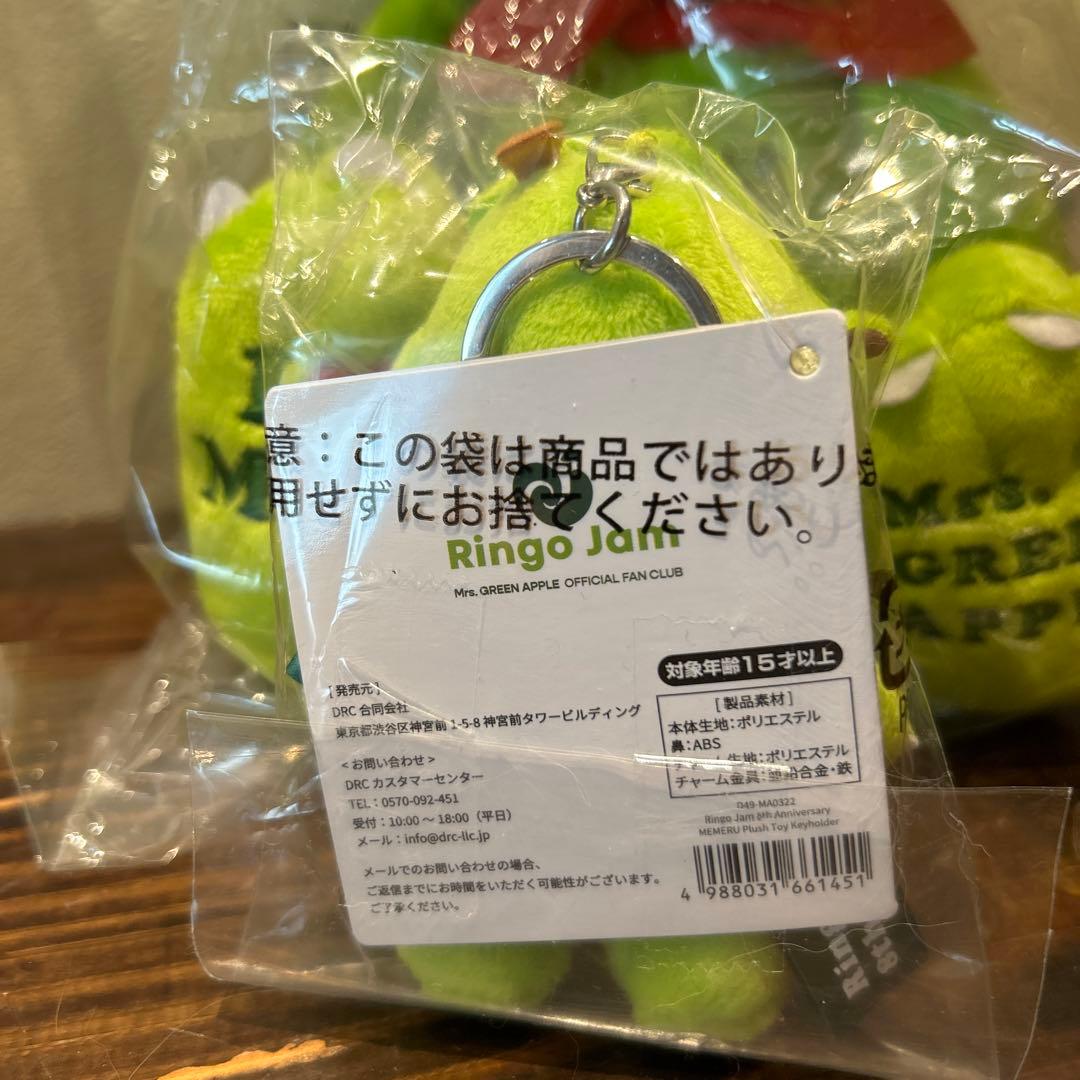 意：この袋は商品ではあり
用せずにお捨てください。
Ringo Jam
Mrs. GREEN APPLE OFFICIAL FAN CLUB
対象年齢15才以上
[発売元]
DRC 合同会社
東京都渋谷区神宮前 1-5-8 神宮前タワービルディング
<お問い合わせ>
DRC カスタマーセンター
TEL：0570-092-451
受付：10:00 〜 18:00（平日）
メール：info@drc-llc.jp
メールでのお問い合わせの場合、
ご返信までにお時間をいただく可能性がございます。
ご了承ください。
[製品素材]
本体生地：ポリエステル
鼻：ABS
チャーム生地：ポリエステル
チャーム金具：亜鉛合金・鉄
D49-MA0322
Ringo Jam 8th Anniversary
MEMERU Plush Toy Keyholder
4 988031 661451
Mrs.
GREE
APPL
Ringo
8th